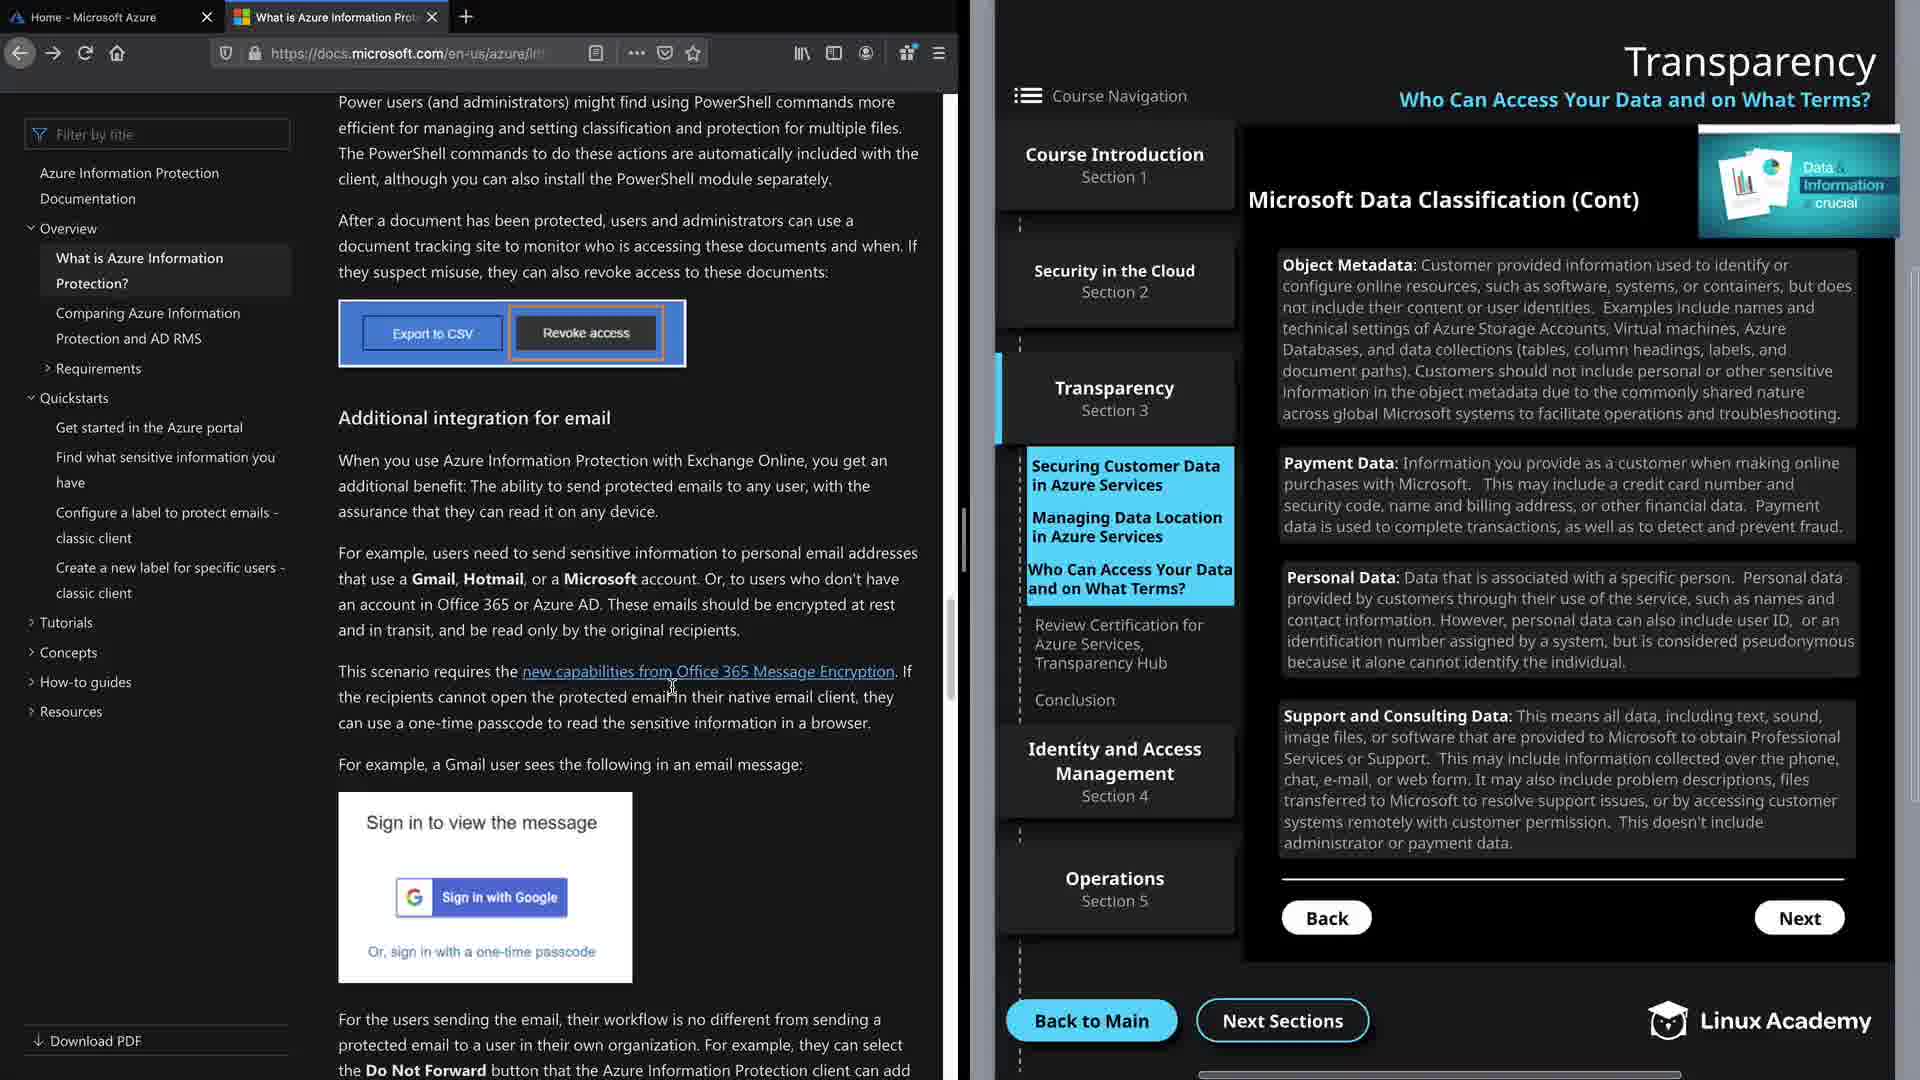 Home - Microsoft Azure
What is Azure Information Prot
https://docs.microsoft.com/en-us/azure/in
Filter by title
Azure Information Protection
Documentation
Overview
What is Azure Information
Protection?
Comparing Azure Information
Protection and AD RMS
Requirements
Quickstarts
Get started in the Azure portal
Find what sensitive information you
have
Configure a label to protect emails -
classic client
Create a new label for specific users -
classic client
Tutorials
Concepts
How-to guides
Resources
Download PDF
Power users (and administrators) might find using PowerShell commands more
efficient for managing and setting classification and protection for multiple files.
The PowerShell commands to do these actions are automatically included with the
client, although you can also install the PowerShell module separately.
After a document has been protected, users and administrators can use a
document tracking site to monitor who is accessing these documents and when. If
they suspect misuse, they can also revoke access to these documents:
Export to CSV
Revoke access
Additional integration for email
When you use Azure Information Protection with Exchange Online, you get an
additional benefit: The ability to send protected emails to any user, with the
assurance that they can read it on any device.
For example, users need to send sensitive information to personal email addresses
that use a Gmail, Hotmail, or a Microsoft account. Or, to users who don't have
an account in Office 365 or Azure AD. These emails should be encrypted at rest
and in transit, and be read only by the original recipients.
This scenario requires the new capabilities from Office 365 Message Encryption. If
the recipients cannot open the protected email in their native email client, they
can use a one-time passcode to read the sensitive information in a browser.
For example, a Gmail user sees the following in an email message:
Sign in to view the message
Sign in with Google
Or, sign in with a one-time passcode
For the users sending the email, their workflow is no different from sending a
protected email to a user in their own organization. For example, they can select
the Do Not Forward button that the Azure Information Protection client can add
Transparency
Who Can Access Your Data and on What Terms?
Course Navigation
Course Introduction
Section 1
Security in the Cloud
Section 2
Transparency
Section 3
Securing Customer Data
in Azure Services
Managing Data Location
in Azure Services
Who Can Access Your Data
and on What Terms?
Review Certification for
Azure Services,
Transparency Hub
Conclusion
Identity and Access
Management
Section 4
Operations
Section 5
Microsoft Data Classification (Cont)
Data &
Information
is crucial
Object Metadata: Customer provided information used to identify or
configure online resources, such as software, systems, or containers, but does
not include their content or user identities. Examples include names and
technical settings of Azure Storage Accounts, Virtual machines, Azure
Databases, and data collections (tables, column headings, labels, and
document paths). Customers should not include personal or other sensitive
information in the object metadata due to the commonly shared nature
across global Microsoft systems to facilitate operations and troubleshooting.
Payment Data: Information you provide as a customer when making online
purchases with Microsoft. This may include a credit card number and
security code, name and billing address, or other financial data. Payment
data is used to complete transactions, as well as to detect and prevent fraud.
Personal Data: Data that is associated with a specific person. Personal data
provided by customers through their use of the service, such as names and
contact information. However, personal data can also include user ID, or an
identification number assigned by a system, but is considered pseudonymous
because it alone cannot identify the individual.
Support and Consulting Data: This means all data, including text, sound,
image files, or software that are provided to Microsoft to obtain Professional
Services or Support. This may include information collected over the phone,
chat, e-mail, or web form. It may also include problem descriptions, files
transferred to Microsoft to resolve support issues, or by accessing customer
systems remotely with customer permission. This doesn't include
administrator or payment data.
Back
Next
Back to Main
Next Sections
Linux Academy